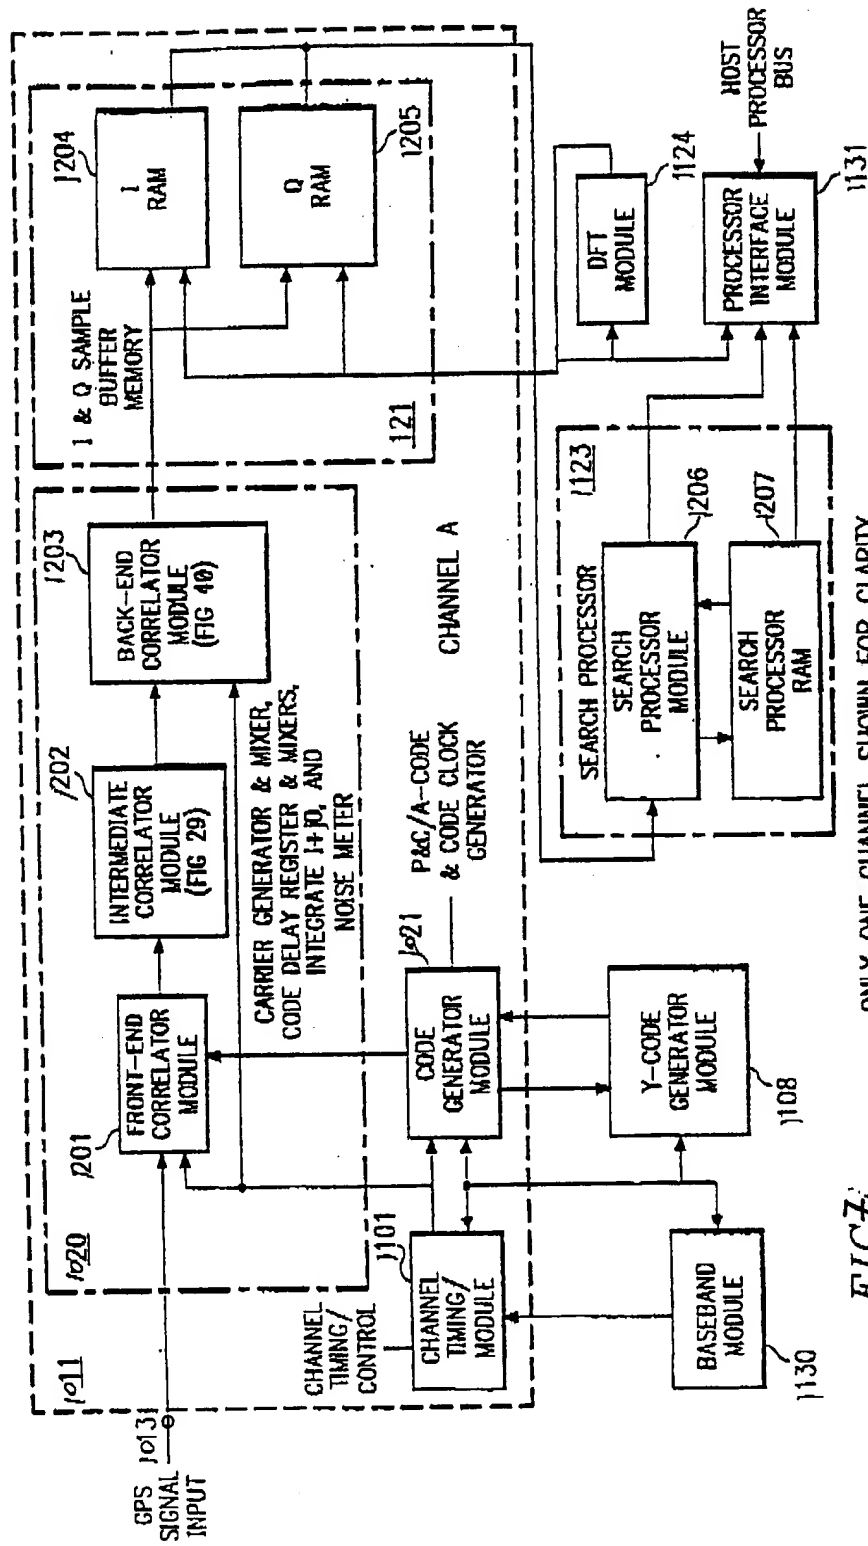 GPS
SIGNAL
INPUT
10131
1011
1020
1201
FRONT-END
CORRELATOR
MODULE
1202
INTERMEDIATE
CORRELATOR
MODULE
(FIG 29)
1203
BACK-END
CORRELATOR
MODULE
(FIG 40)
CARRIER GENERATOR & MIXER,
CODE DELAY REGISTER & MIXERS,
INTEGRATE I+jQ, AND
NOISE METER
I & Q SAMPLE
BUFFER
MEMORY
121
1204
I
RAM
Q
RAM
1205
CHANNEL
TIMING/
CONTROL
1101
CHANNEL
TIMING/
MODULE
1021
CODE
GENERATOR
MODULE
P&C/A-CODE
& CODE CLOCK
GENERATOR
CHANNEL A
BASEBAND
MODULE
1130
Y-CODE
GENERATOR
MODULE
1108
SEARCH PROCESSOR
1123
SEARCH
PROCESSOR
MODULE
1206
SEARCH
PROCESSOR
RAM
1207
DFT
MODULE
1124
PROCESSOR
INTERFACE
MODULE
1131
HOST
PROCESSOR
BUS
ONLY ONE CHANNEL SHOWN FOR CLARITY